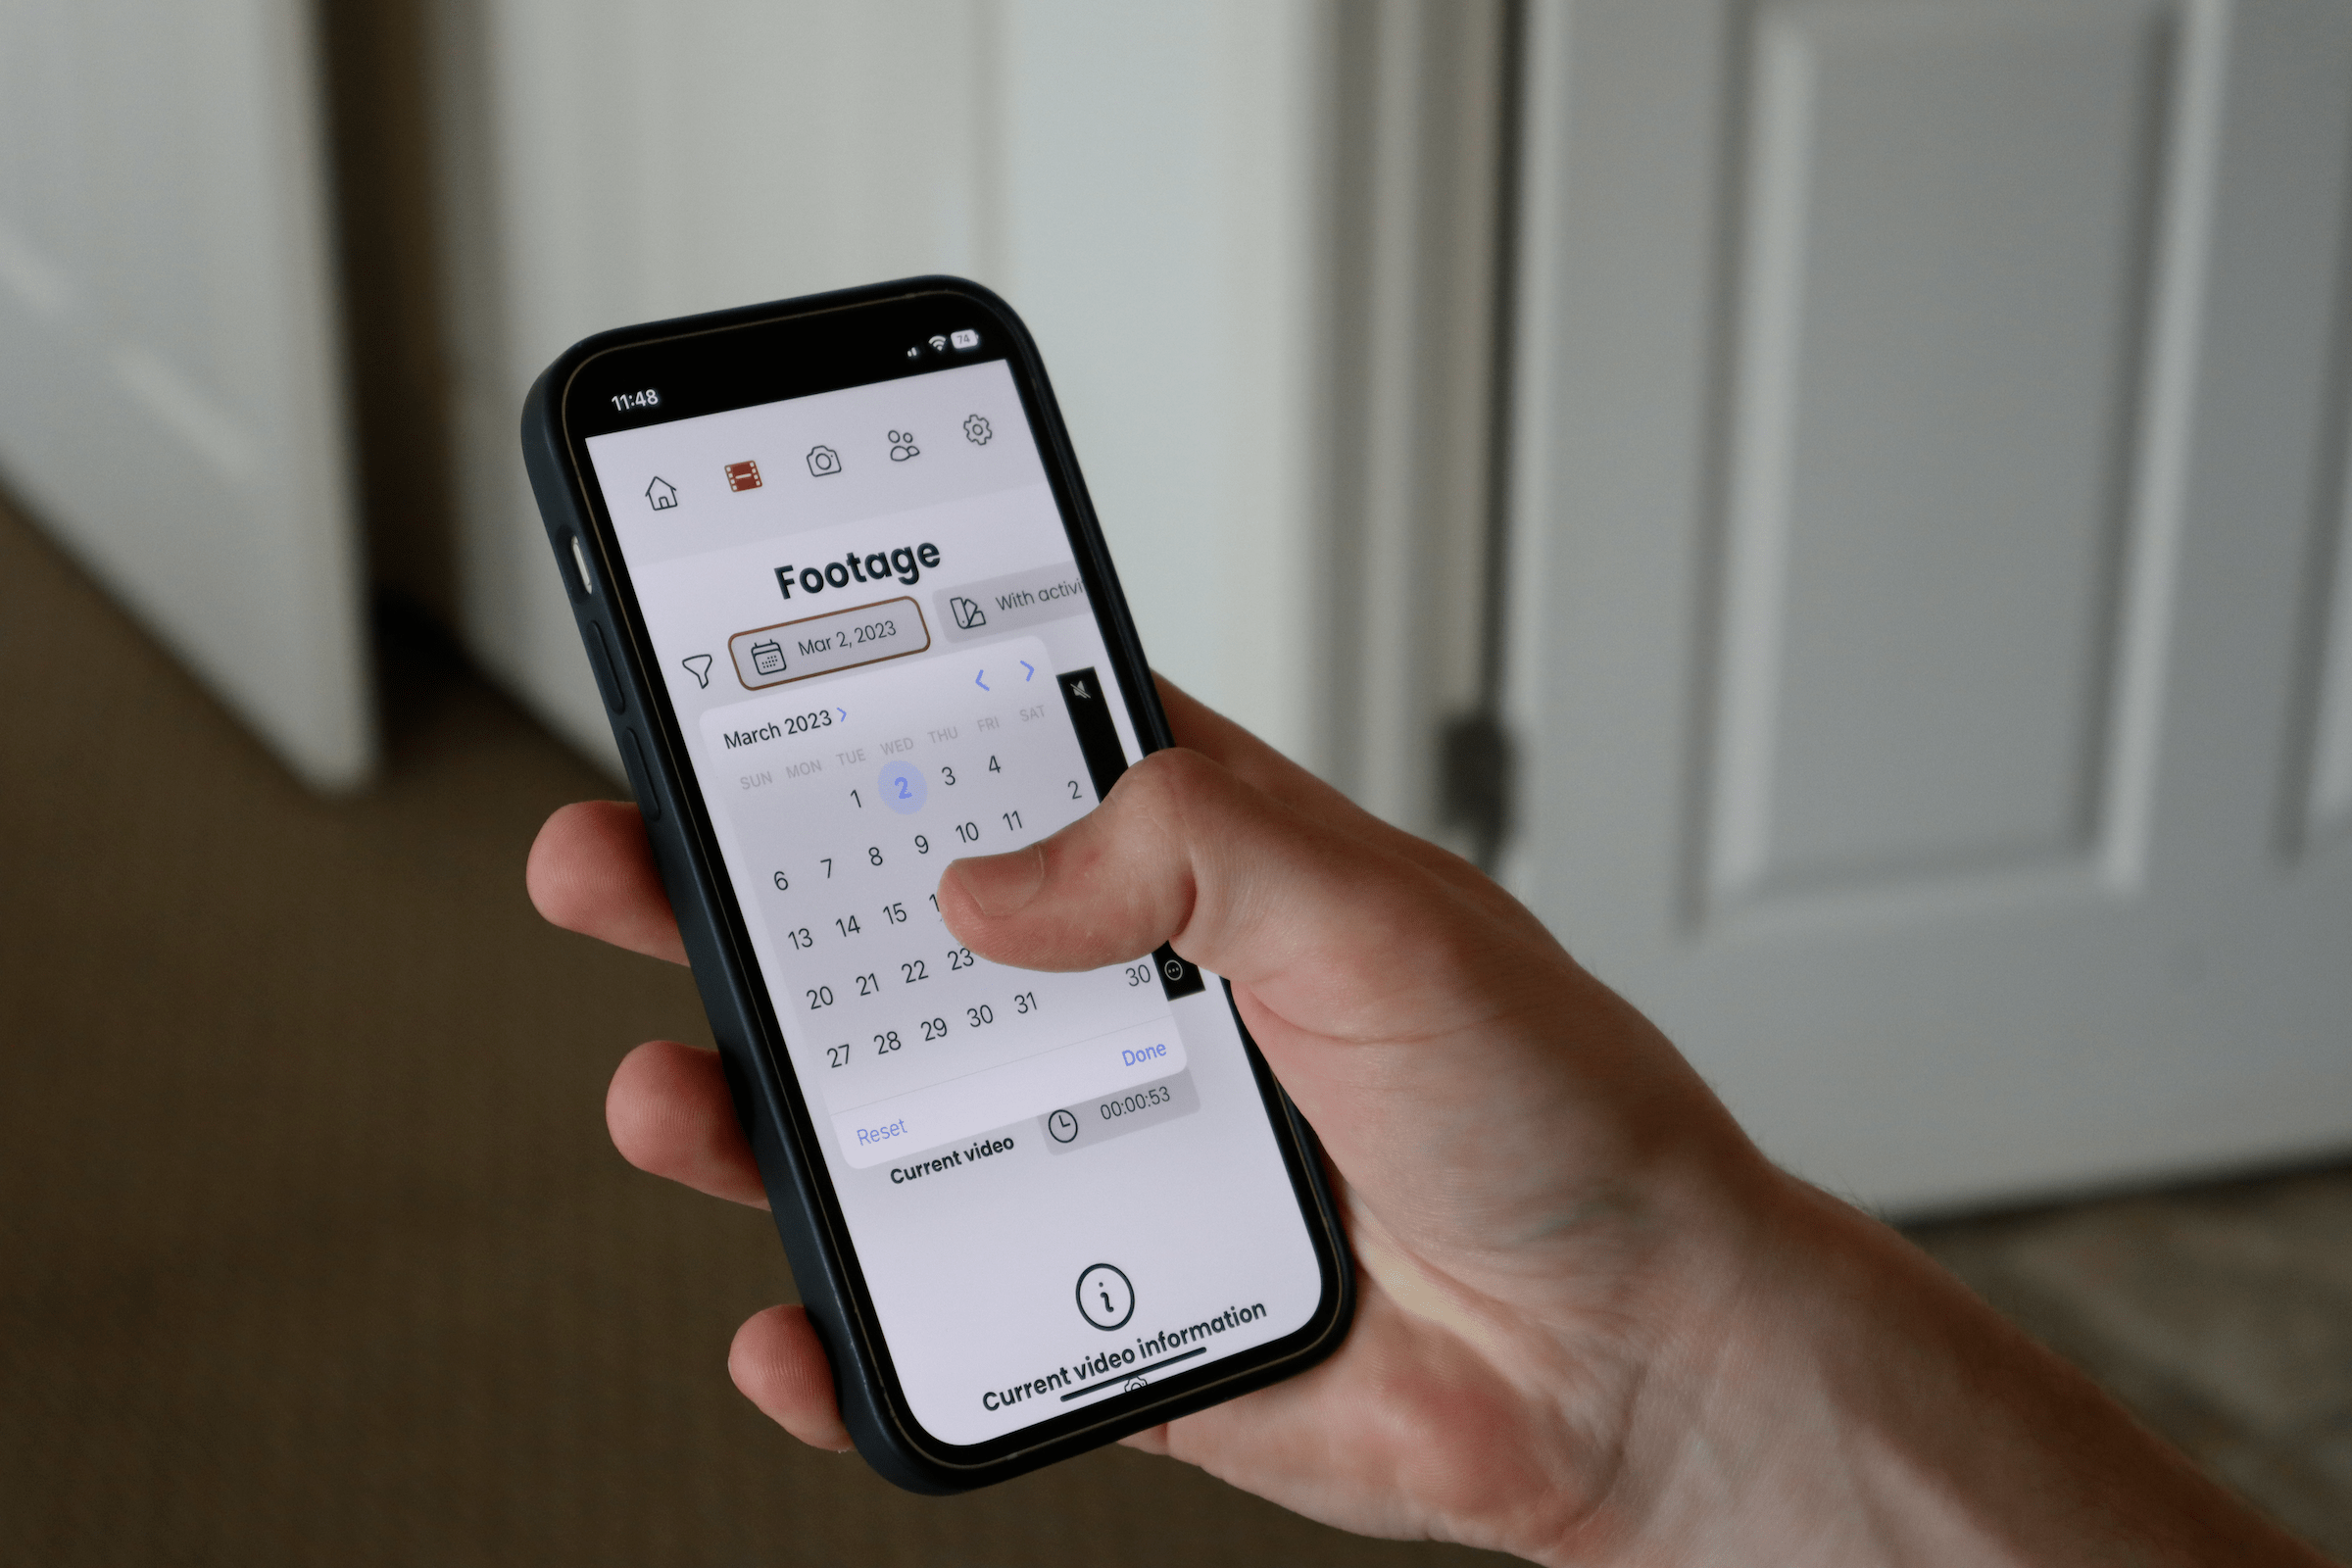 11:48
74
Footage
Mar 2, 2023
With activi
March 2023
SUN MON TUE WED THU FRI SAT
1 2 3 4
6 7 8 9 10 11 2
13 14 15 1
20 21 22 23
27 28 29 30 31 30
Reset Done
Current video 00:00:53
Current video information